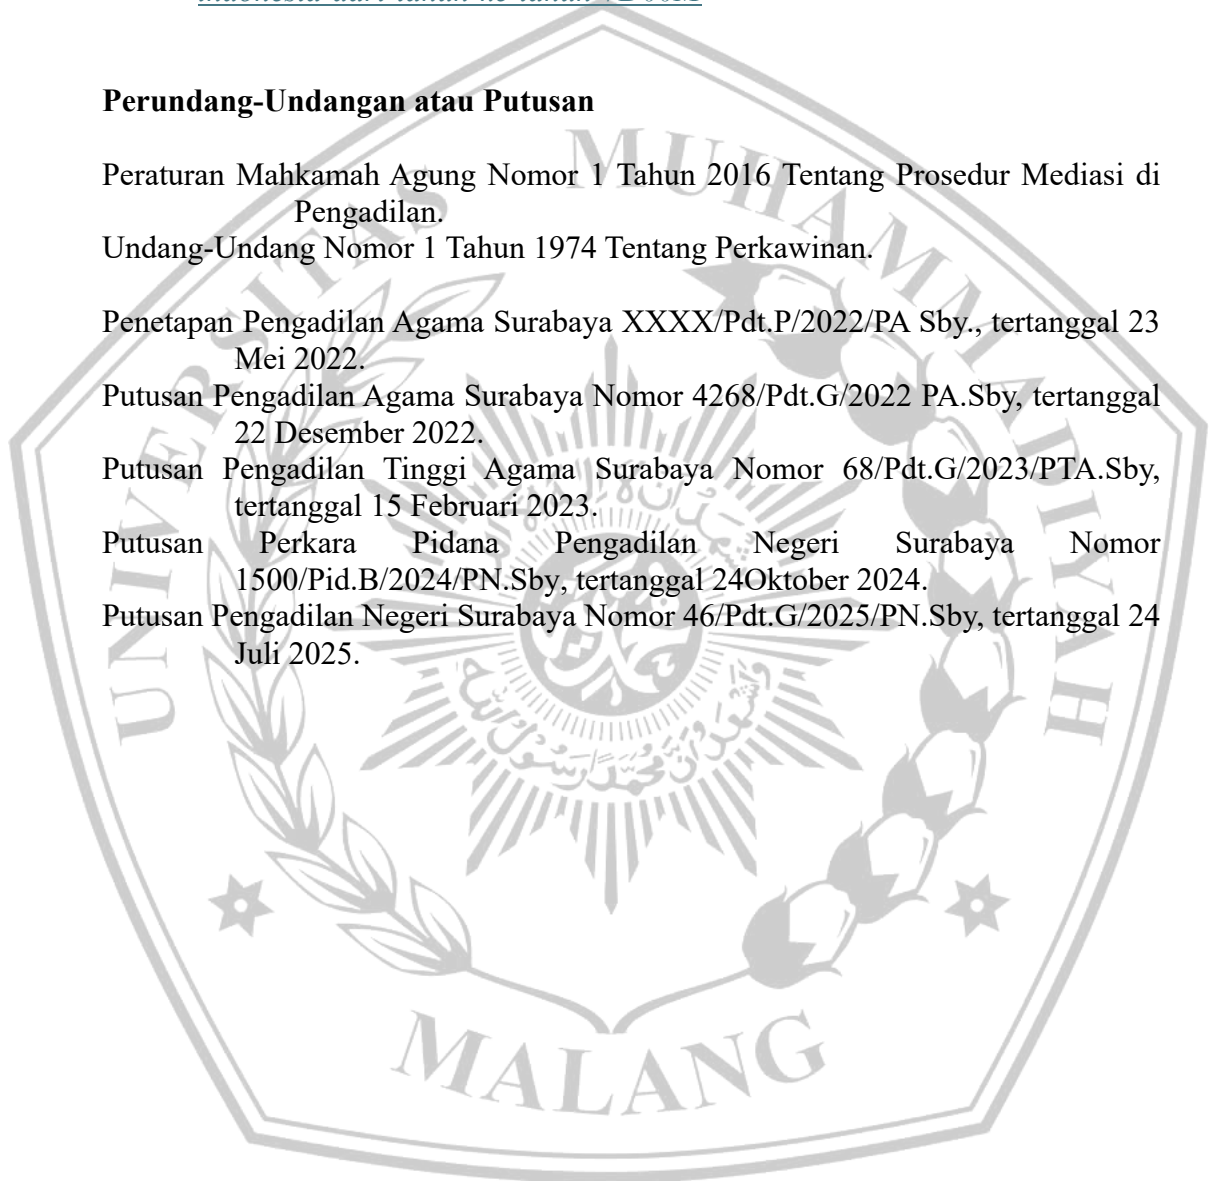 Perundang-Undangan atau Putusan
Peraturan Mahkamah Agung Nomor 1 Tahun 2016 Tentang Prosedur Mediasi di
Pengadilan.
Undang-Undang Nomor 1 Tahun 1974 Tentang Perkawinan.
Penetapan Pengadilan Agama Surabaya XXXX/Pdt.P/2022/PA Sby., tertanggal 23
Mei 2022.
Putusan Pengadilan Agama Surabaya Nomor 4268/Pdt.G/2022 PA.Sby, tertanggal
22 Desember 2022.
Putusan Pengadilan Tinggi Agama Surabaya Nomor 68/Pdt.G/2023/PTA.Sby,
tertanggal 15 Februari 2023.
Putusan Perkara Pidana Pengadilan Negeri Surabaya Nomor
1500/Pid.B/2024/PN.Sby, tertanggal 24Oktober 2024.
Putusan Pengadilan Negeri Surabaya Nomor 46/Pdt.G/2025/PN.Sby, tertanggal 24
Juli 2025.
UNIVERSITAS MUHAMMADIYAH
MALANG